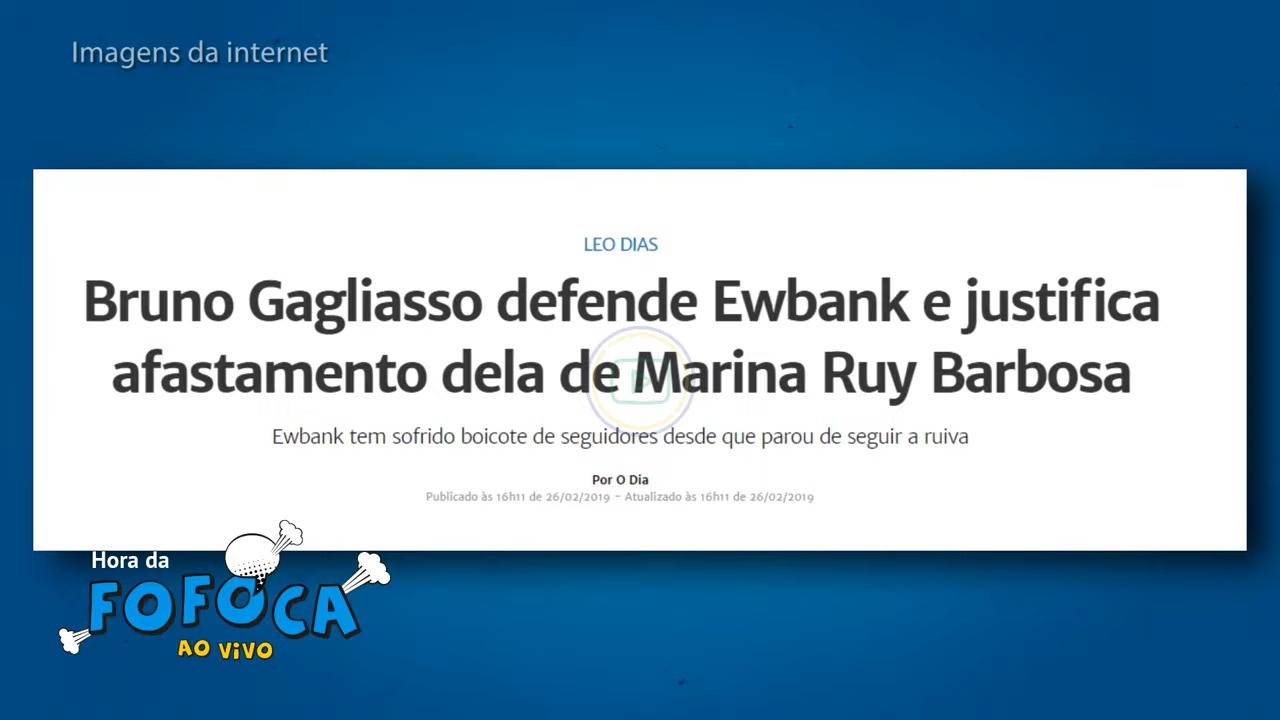 Imagens da internet
LEO DIAS
Bruno Gagliasso defende Ewbank e justifica
afastamento dela de Marina Ruy Barbosa
Ewbank tem sofrido boicote de seguidores desde que parou de seguir a ruiva
Por O Dia
Publicado às 16h11 de 26/02/2019 - Atualizado às 16h11 de 26/02/2019
Hora da
FOFOCA
AO ViVO